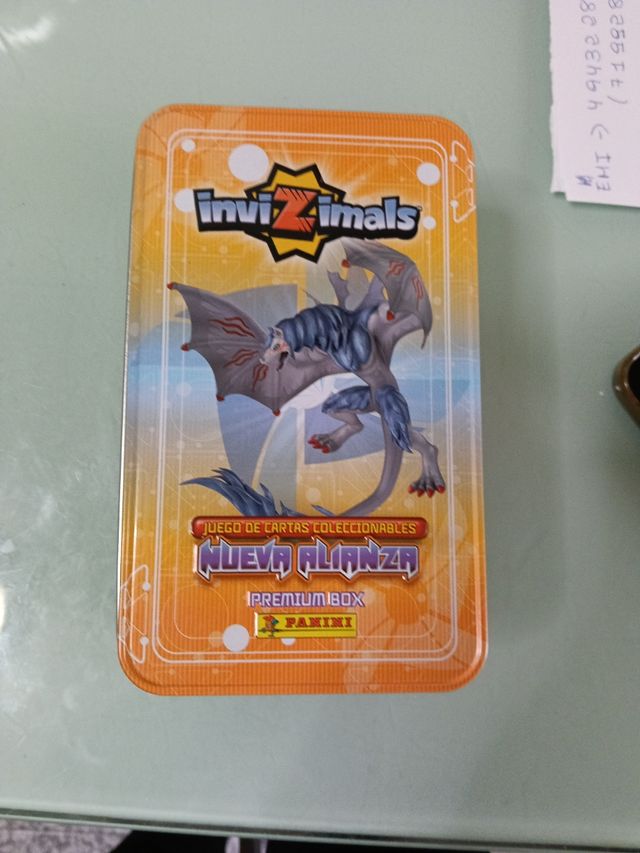 inviZimals
JUEGO DE CARTAS COLECCIONABLES
NUEVA ALIANZA
PREMIUM BOX
PANINI